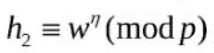 h₂ ≡ w^η (mod p)